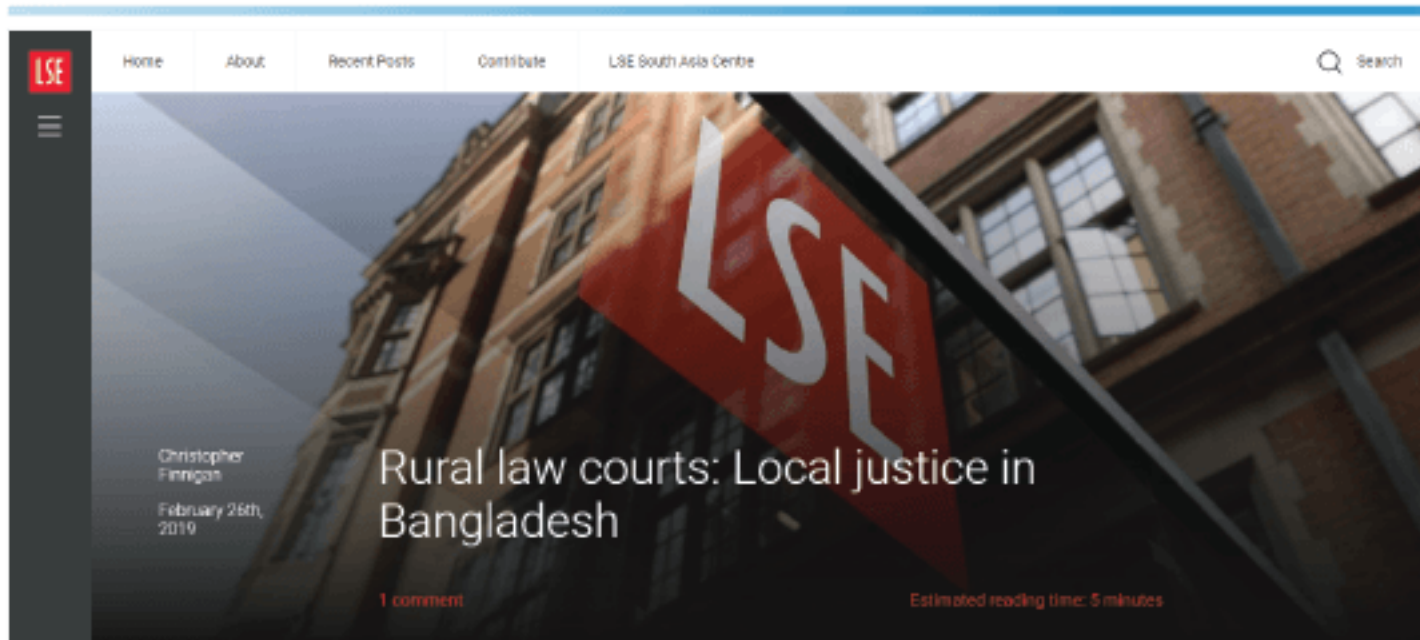 LSE
Home
About
Recent Posts
Contribute
LSE South Asia Centre
Search
LSE
Christopher
Finnigan
February 26th,
2019
Rural law courts: Local justice in
Bangladesh
1 comment
Estimated reading time: 5 minutes